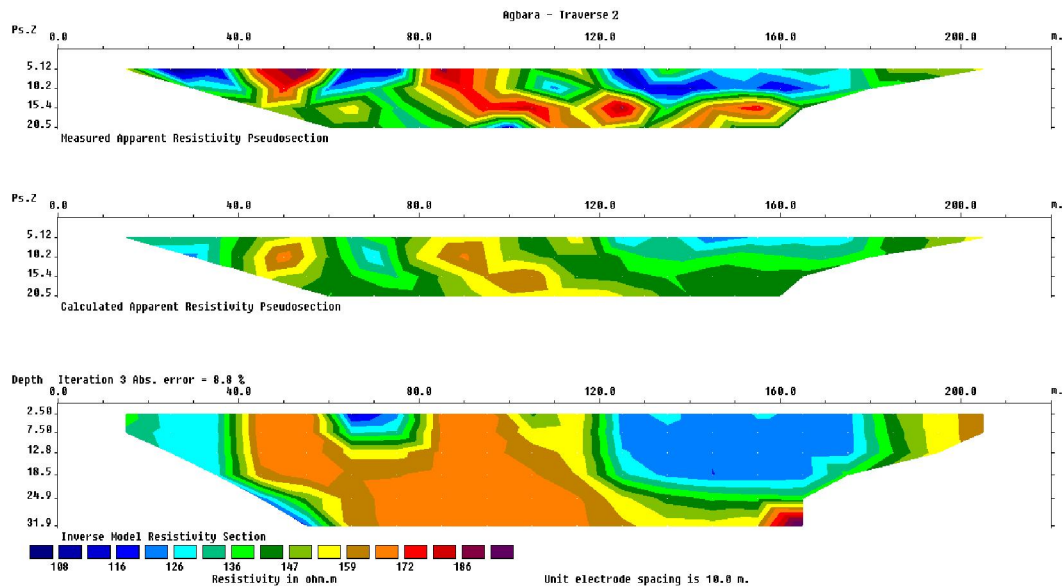 Agbara - Traverse 2
Ps.Z 0.0 40.0 80.0 120.0 160.0 200.0 m.
5.12
10.2
15.4
20.5
Measured Apparent Resistivity Pseudosection
Ps.Z 0.0 40.0 80.0 120.0 160.0 200.0 m.
5.12
10.2
15.4
20.5
Calculated Apparent Resistivity Pseudosection
Depth Iteration 3 Abs. error = 8.8 %
0.0 40.0 80.0 120.0 160.0 200.0 m.
2.50
7.50
12.8
18.5
24.9
31.9
Inverse Model Resistivity Section
108 116 126 136 147 159 172 186
Resistivity in ohm.m Unit electrode spacing is 10.0 m.